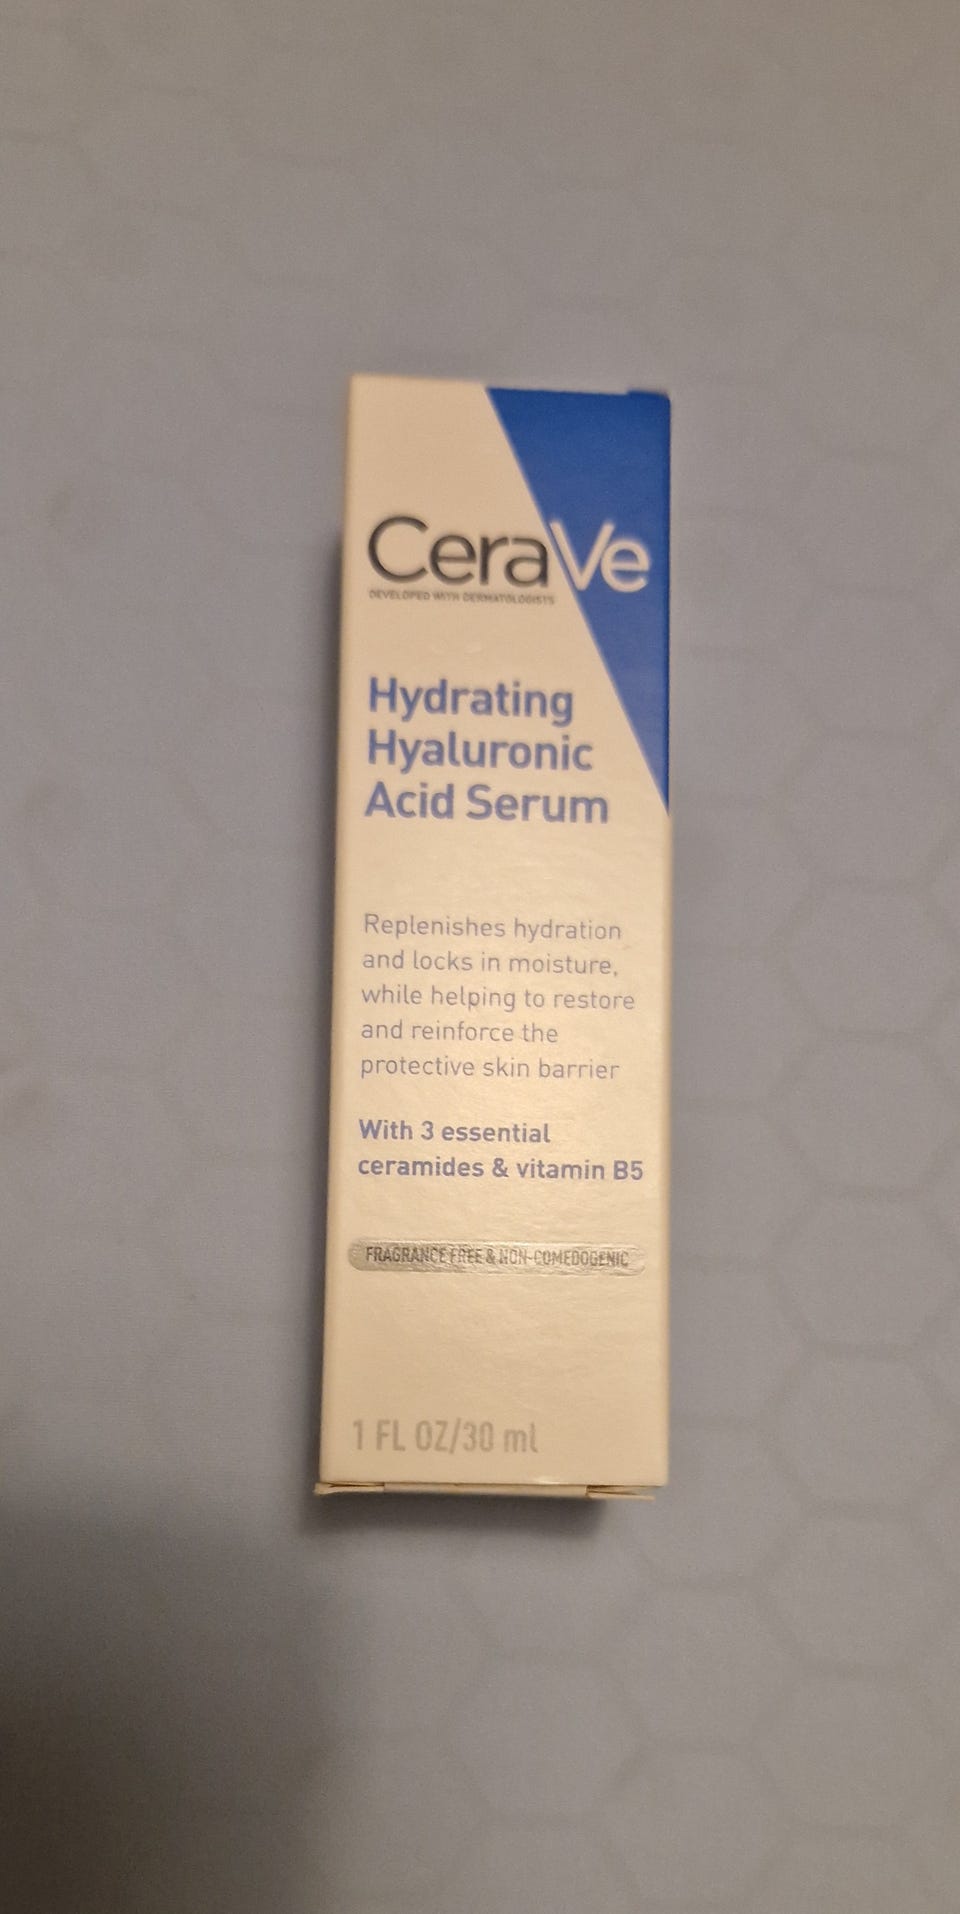 CeraVe
DEVELOPED WITH DERMATOLOGISTS
Hydrating
Hyaluronic
Acid Serum
Replenishes hydration
and locks in moisture,
while helping to restore
and reinforce the
protective skin barrier
With 3 essential
ceramides & vitamin B5
FRAGRANCE FREE & NON-COMEDOGENIC
1 FL OZ/30 ml